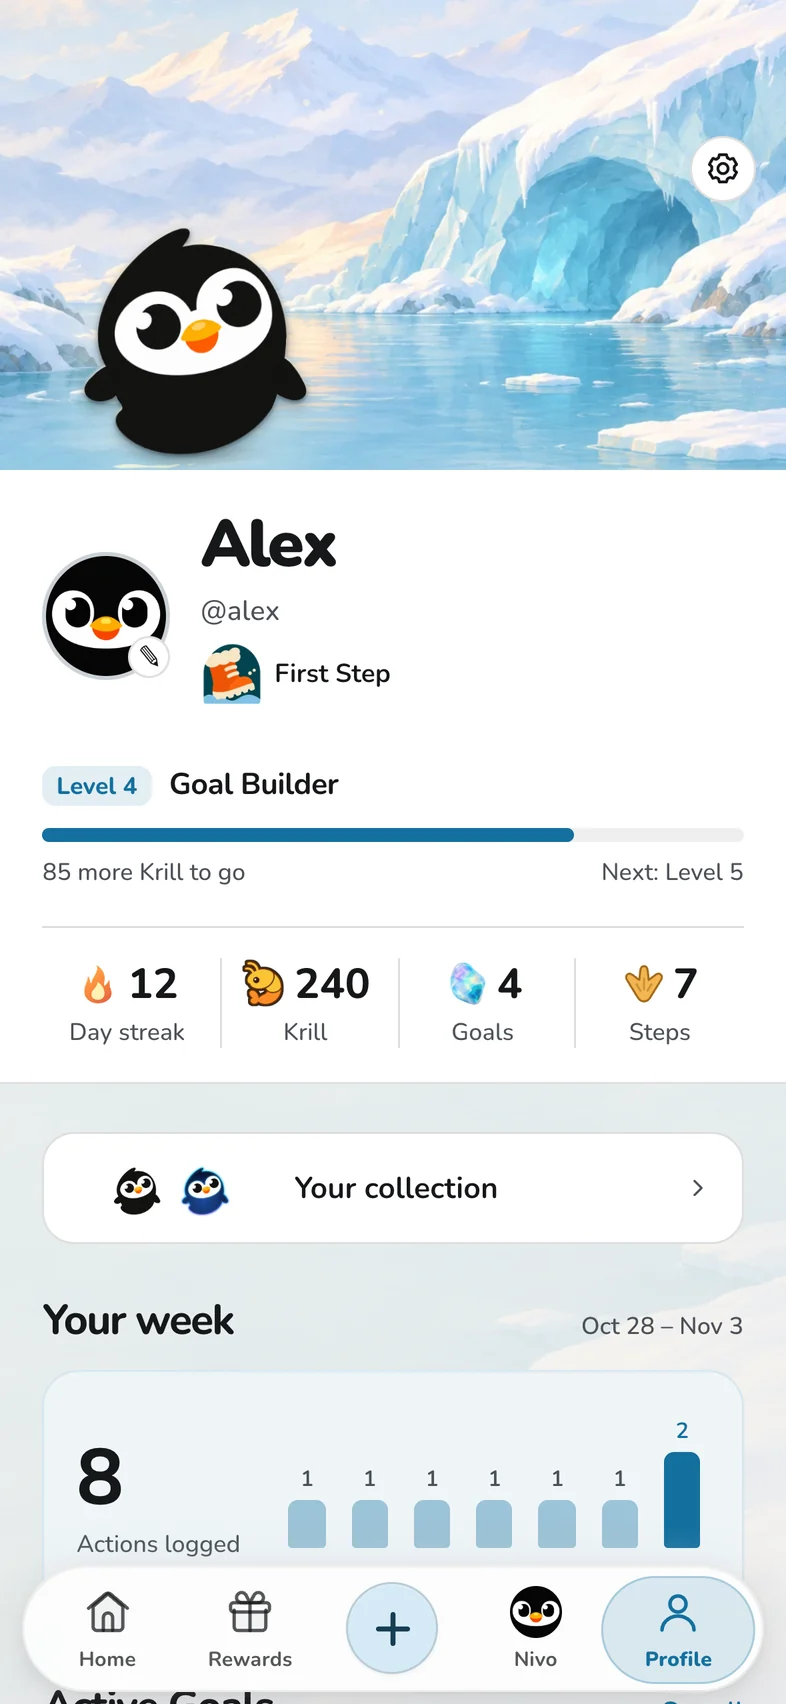 Alex
@alex
First Step
Level 4 Goal Builder
85 more Krill to go Next: Level 5
12 240 4 7
Day streak Krill Goals Steps
Your collection
Your week Oct 28 – Nov 3
2
1 1 1 1 1 1
8
Actions logged
Home Rewards Nivo Profile
Active Goals